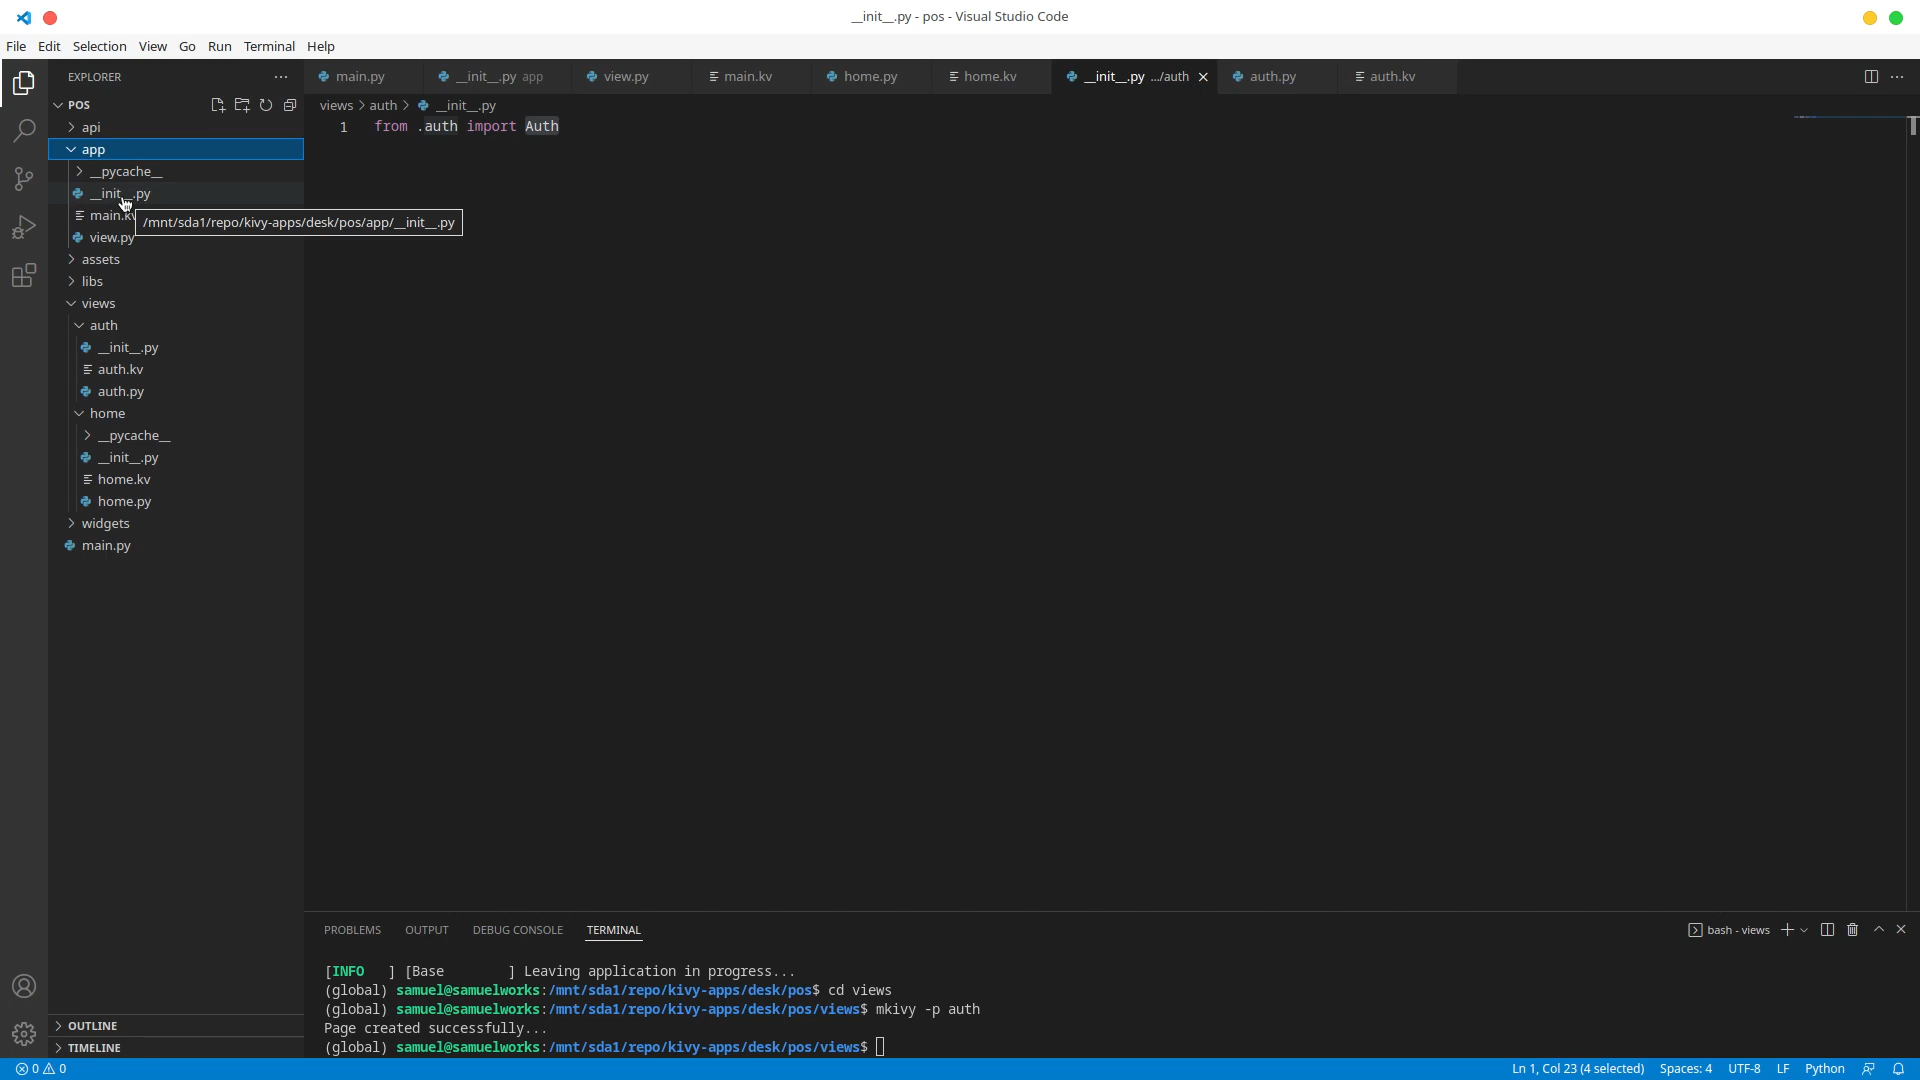 __init__.py - pos - Visual Studio Code
File Edit Selection View Go Run Terminal Help
EXPLORER
POS
api
app
__pycache__
__init__.py
main.kv
/mnt/sda1/repo/kivy-apps/desk/pos/app/__init__.py
view.py
assets
libs
views
auth
__init__.py
auth.kv
auth.py
home
__pycache__
__init__.py
home.kv
home.py
widgets
main.py
OUTLINE
TIMELINE
main.py __init__.py app view.py main.kv home.py home.kv __init__.py .../auth auth.py auth.kv
views > auth > __init__.py
1 from .auth import Auth
PROBLEMS OUTPUT DEBUG CONSOLE TERMINAL
bash - views
[INFO   ] [Base        ] Leaving application in progress...
(global) samuel@samuelworks:/mnt/sda1/repo/kivy-apps/desk/pos$ cd views
(global) samuel@samuelworks:/mnt/sda1/repo/kivy-apps/desk/pos/views$ mkivy -p auth
Page created successfully...
(global) samuel@samuelworks:/mnt/sda1/repo/kivy-apps/desk/pos/views$
0 0
Ln 1, Col 23 (4 selected) Spaces: 4 UTF-8 LF Python